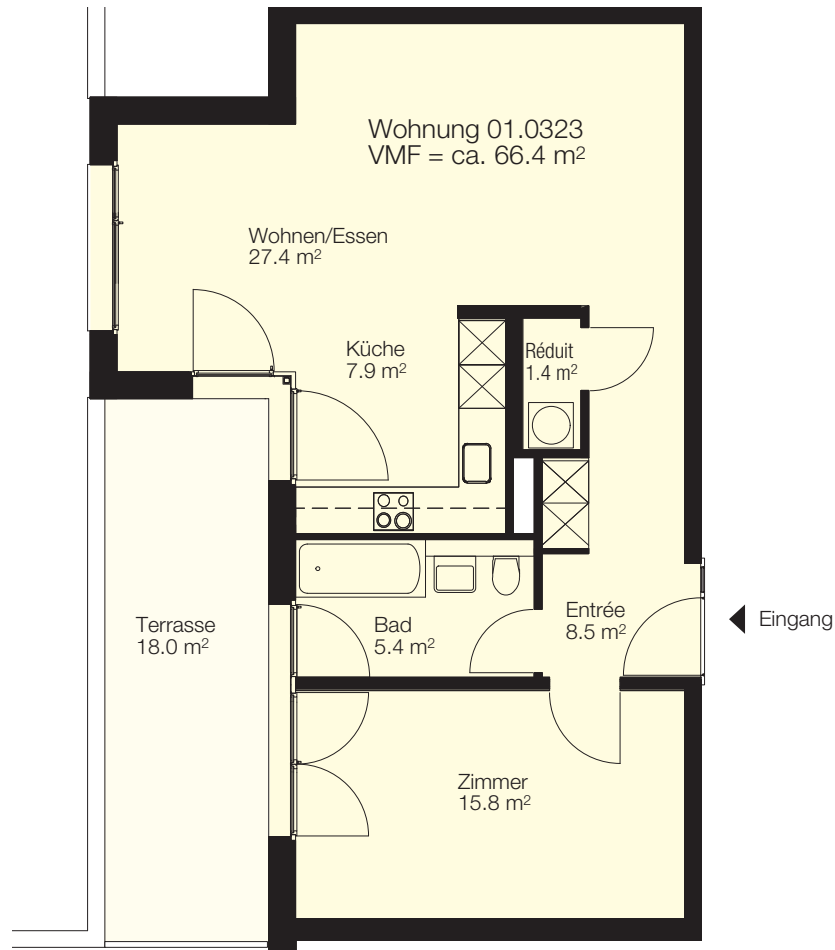 Wohnung 01.0323
VMF = ca. 66.4 m²
Wohnen/Essen
27.4 m²
Küche
7.9 m²
Réduit
1.4 m²
Terrasse
18.0 m²
Bad
5.4 m²
Entrée
8.5 m²
Eingang
Zimmer
15.8 m²